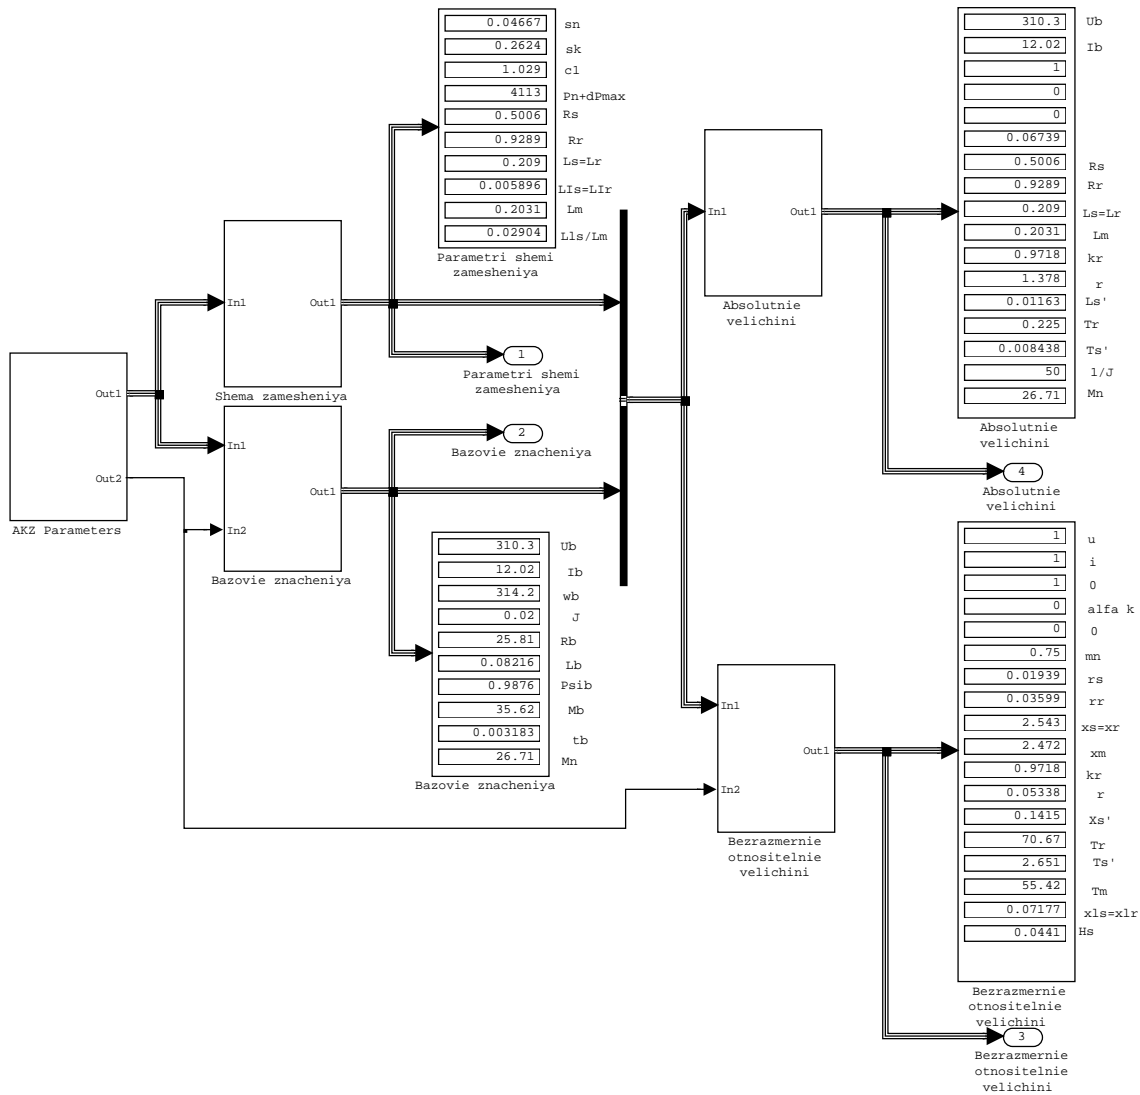 0.04667 sn
0.2624 sk
1.029 cl
4113 Pn+dPmax
0.5006 Rs
0.9289 Rr
0.209 Ls=Lr
0.005896 LIs=LIr
0.2031 Lm
0.02904 Lls/Lm
Parametri shemi
zamesheniya
310.3 Ub
12.02 Ib
1
0
0
0.06739
0.5006 Rs
0.9289 Rr
0.209 Ls=Lr
0.2031 Lm
0.9718 kr
1.378 r
0.01163 Ls'
0.225 Tr
0.008438 Ts'
50 1/J
26.71 Mn
Absolutnie
velichini
In1
Out1
Absolutnie
velichini
In1
Out1
Shema zamesheniya
1
Parametri shemi
zamesheniya
Out1
Out2
AKZ Parameters
In1
Out1
In2
Bazovie znacheniya
2
Bazovie znacheniya
4
Absolutnie
velichini
310.3 Ub
12.02 Ib
314.2 wb
0.02 J
25.81 Rb
0.08216 Lb
0.9876 Psib
35.62 Mb
0.003183 tb
26.71 Mn
Bazovie znacheniya
In1
Out1
In2
Bezrazmernie
otnositelnie
velichini
1 u
1 i
1 0
0 alfa k
0 0
0.75 mn
0.01939 rs
0.03599 rr
2.543 xs=xr
2.472 xm
0.9718 kr
0.05338 r
0.1415 Xs'
70.67 Tr
2.651 Ts'
55.42 Tm
0.07177 xls=xlr
0.0441 Hs
Bezrazmernie
otnositelnie
velichini
3
Bezrazmernie
otnositelnie
velichini